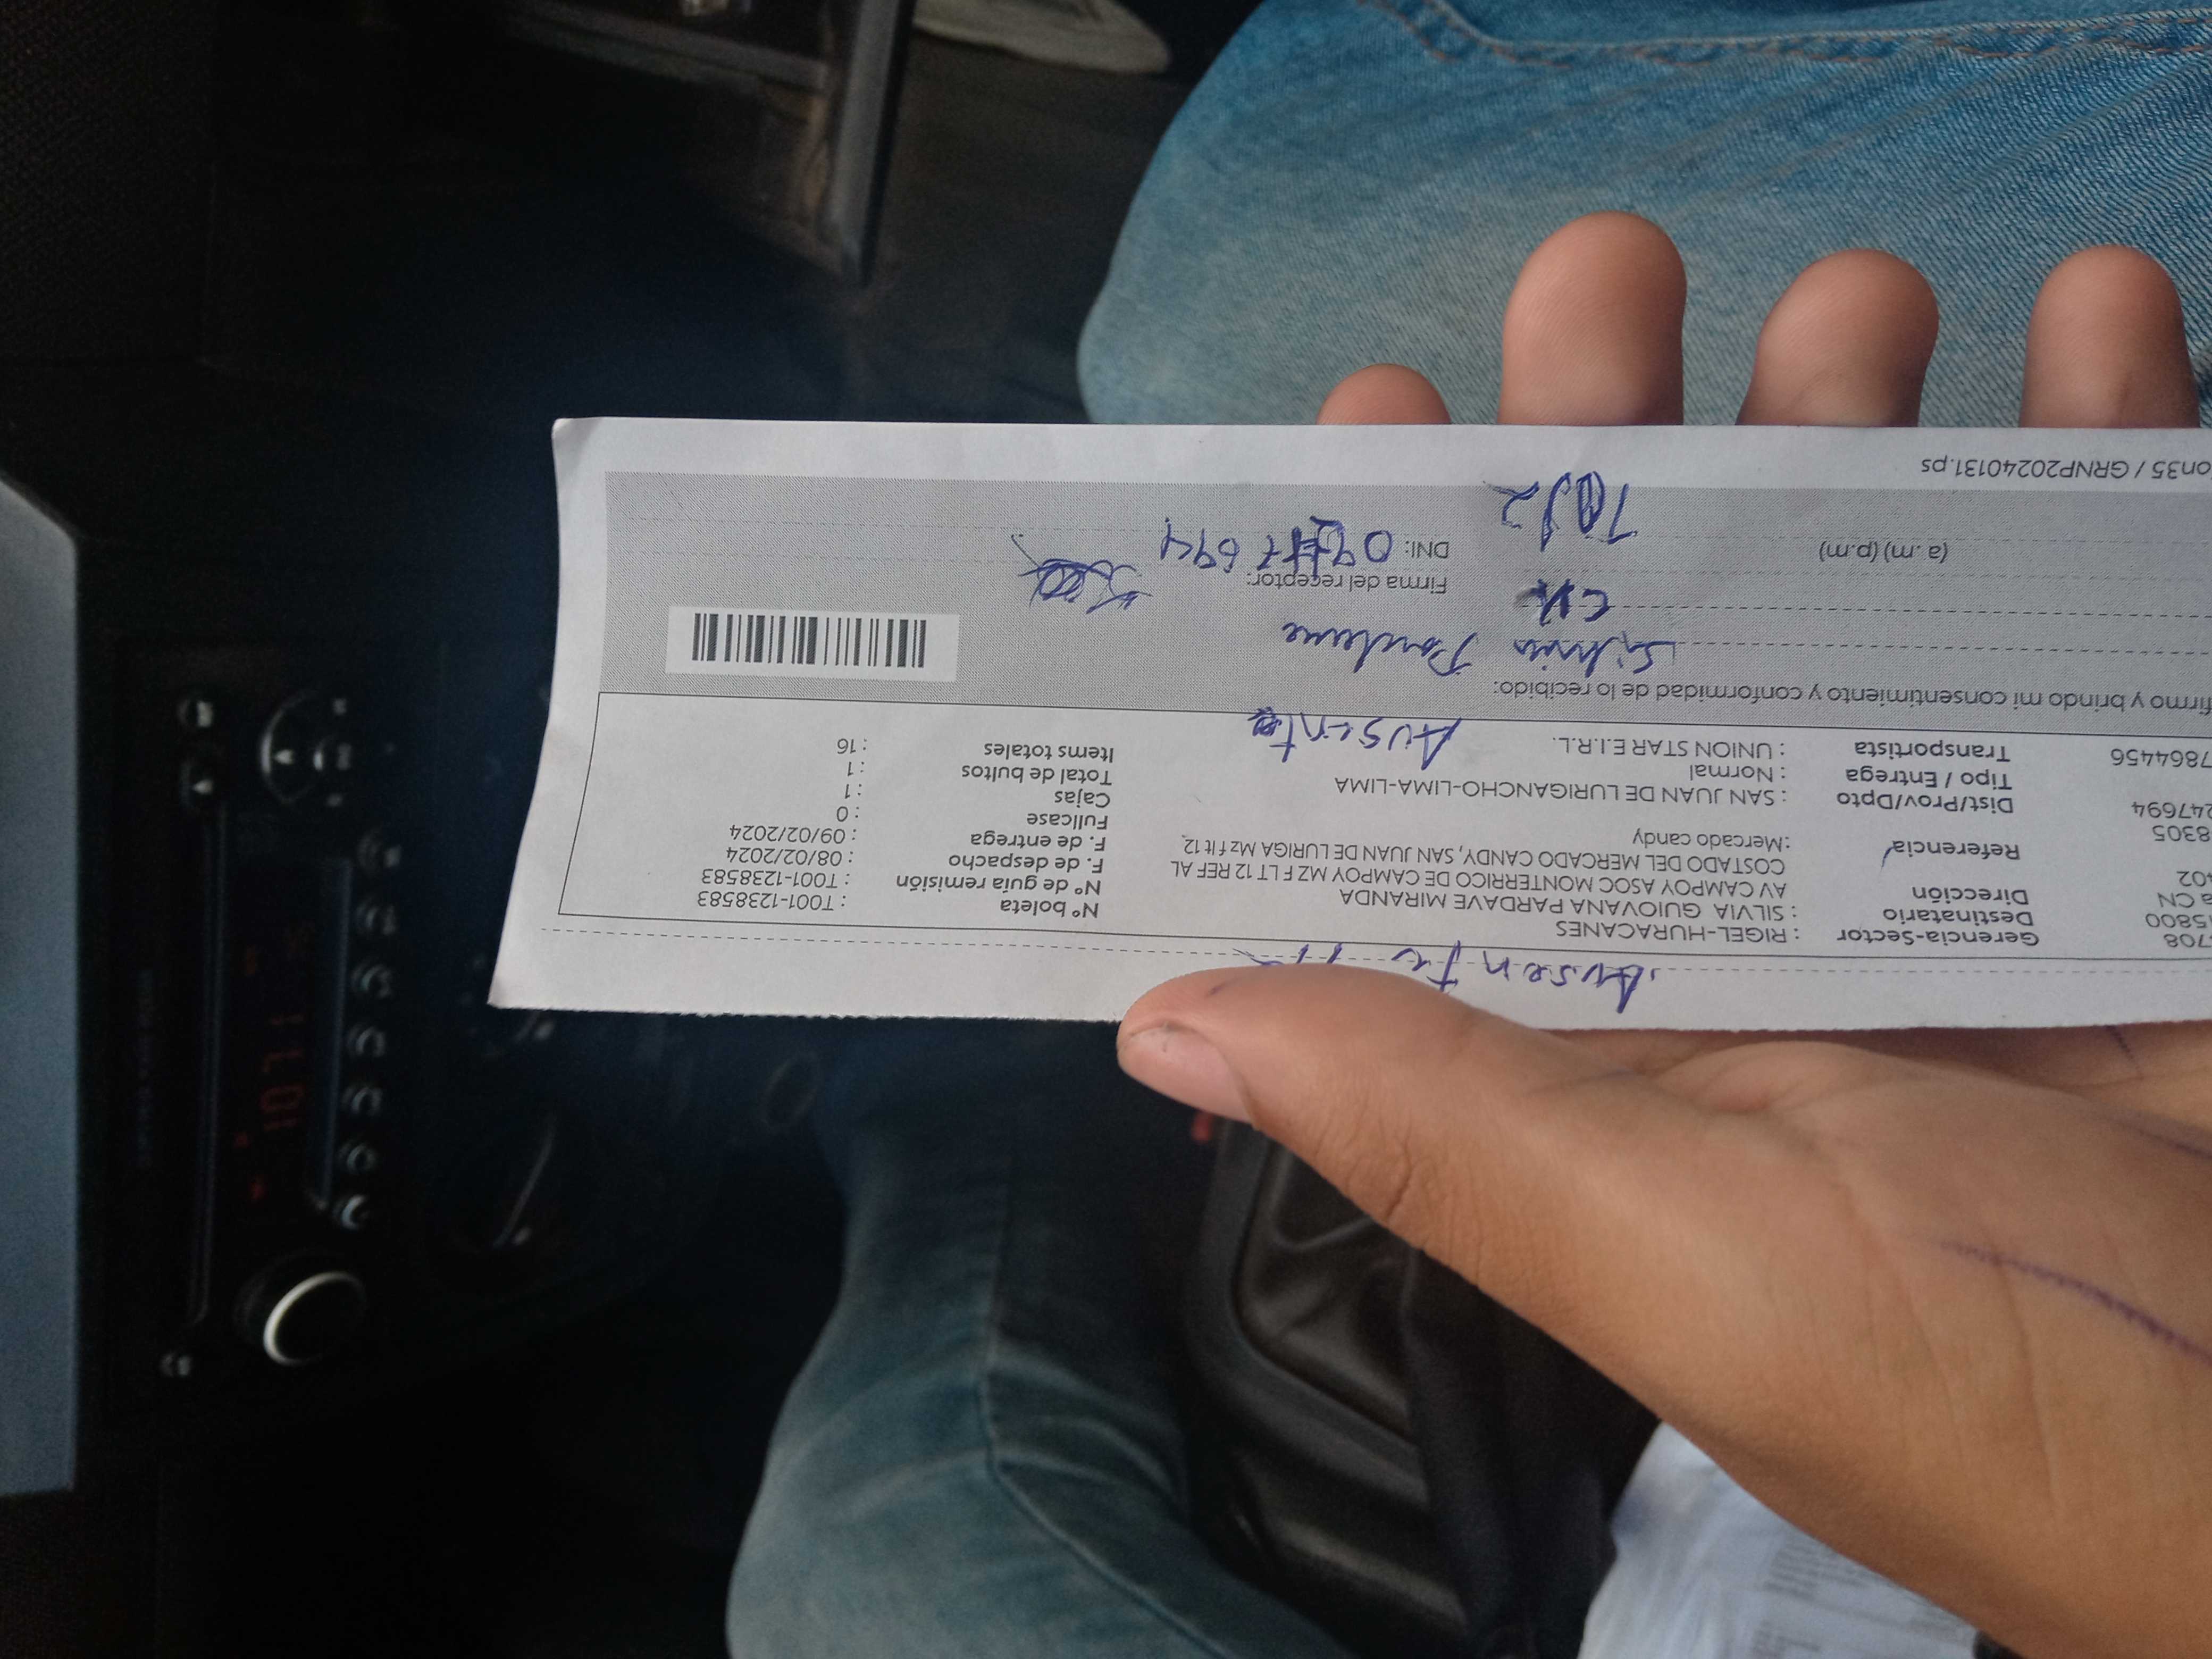 Ausente
708 Gerencia-Sector : RIGEL-HURACANES Nº boleta : T001-1238583
5800 Destinatario : SILVIA GUIOVANA PARDAVE MIRANDA Nº de guía remisión : T001-1238583
a CN Dirección AV CAMPOY ASOC MONTERRICO DE CAMPOY MZ F LT 12 REF AL F. de despacho : 08/02/2024
402 COSTADO DEL MERCADO CANDY, SAN JUAN DE LURIGA Mz f lt 12 F. de entrega : 09/02/2024
8305 Referencia :Mercado candy Fullcase : 0
247694 Dist/Prov/Dpto : SAN JUAN DE LURIGANCHO-LIMA-LIMA Cajas : 1
Tipo / Entrega : Normal Total de bultos : 1
7864456 Transportista : UNION STAR E.I.R.L. Items totales : 16
Ausente
firmo y brindo mi consentimiento y conformidad de lo recibido:
Silvia Pardave
Firma del receptor:
(a.m) (p.m) DNI:
on35 / GRNP20240131.ps
107.1